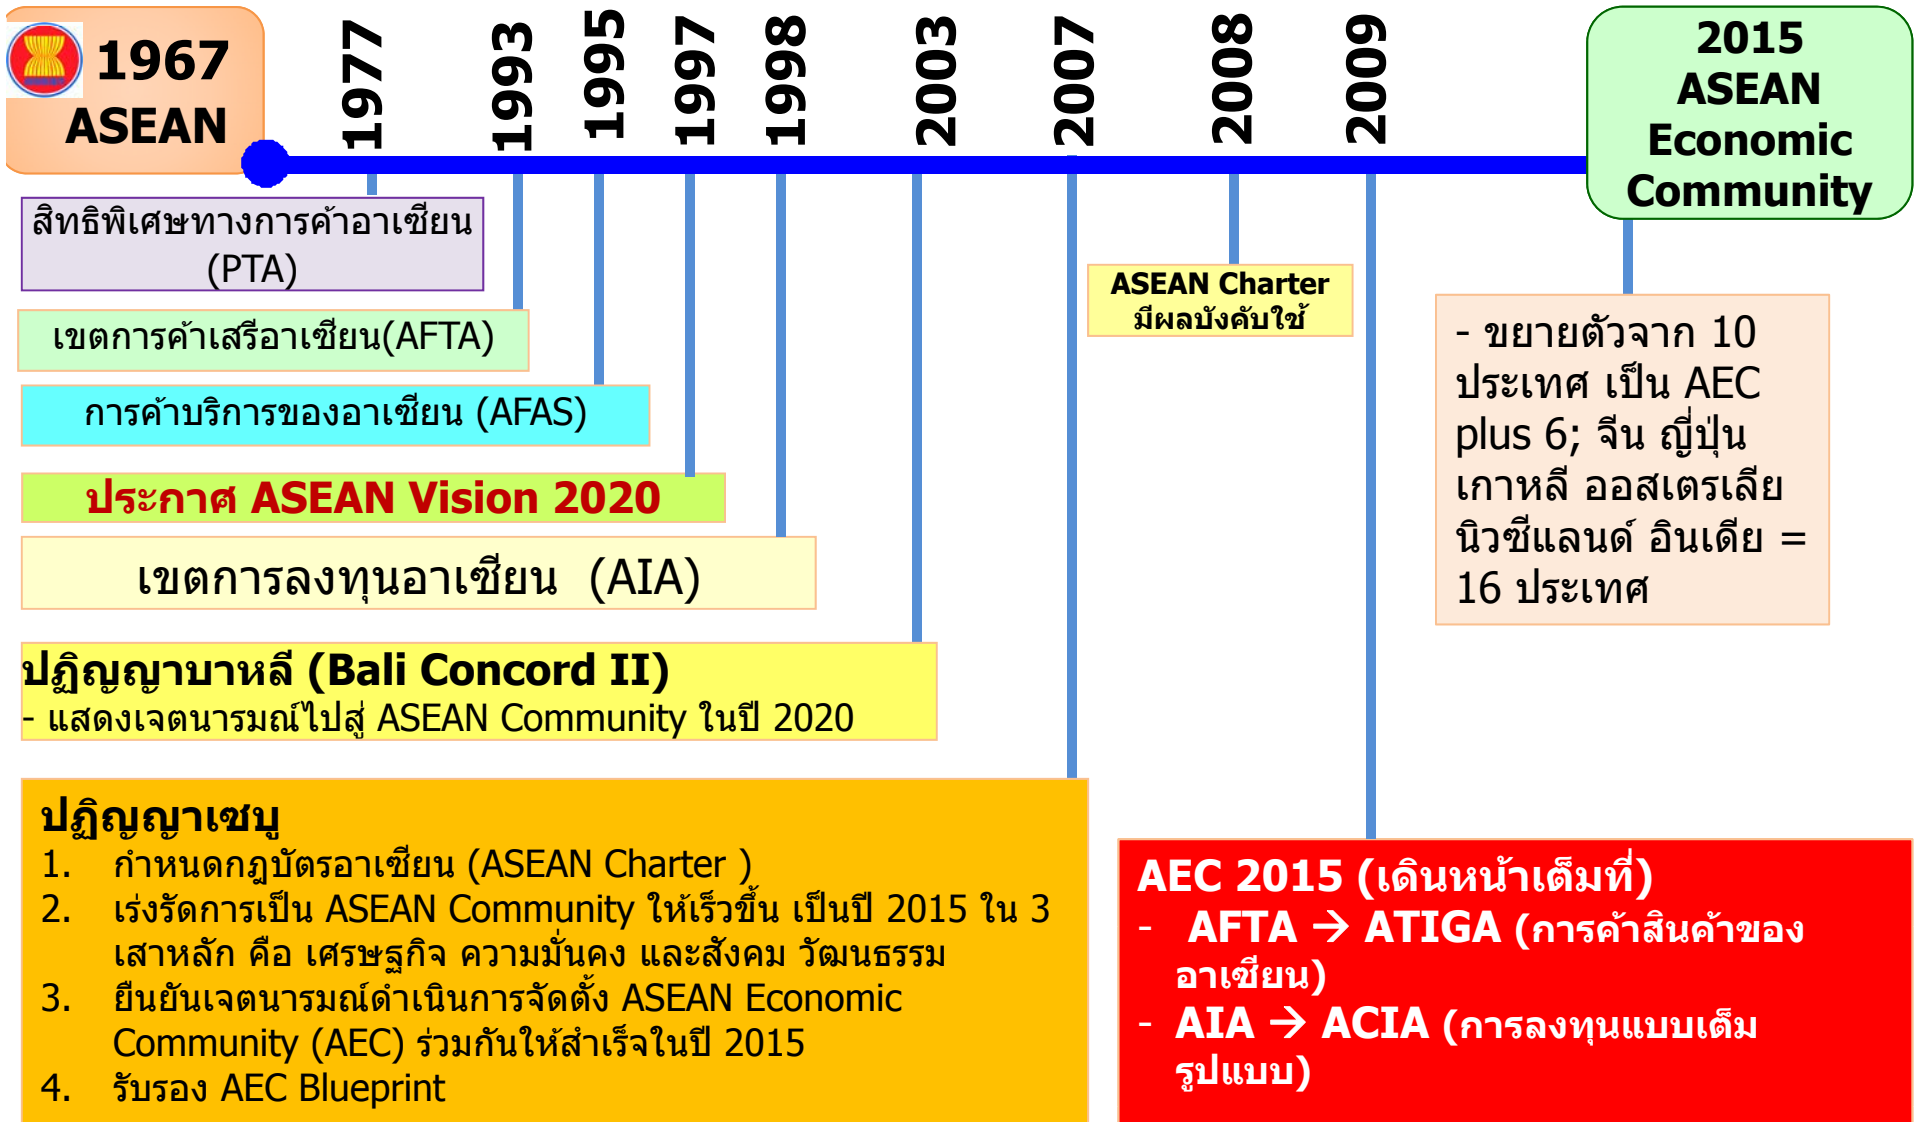 1967
ASEAN
1977
1993
1995
1997
1998
2003
2007
2008
2009
2015
ASEAN
Economic
Community
สิทธิพิเศษทางการค้าอาเซียน
(PTA)
เขตการค้าเสรีอาเซียน(AFTA)
การค้าบริการของอาเซียน (AFAS)
ประกาศ ASEAN Vision 2020
เขตการลงทุนอาเซียน (AIA)
ปฏิญญาบาหลี (Bali Concord II)
- แสดงเจตนารมณ์ไปสู่ ASEAN Community ในปี 2020
ปฏิญญาเซบู
1. กำหนดกฎบัตรอาเซียน (ASEAN Charter )
2. เร่งรัดการเป็น ASEAN Community ให้เร็วขึ้น เป็นปี 2015 ใน 3
เสาหลัก คือ เศรษฐกิจ ความมั่นคง และสังคม วัฒนธรรม
3. ยืนยันเจตนารมณ์ดำเนินการจัดตั้ง ASEAN Economic
Community (AEC) ร่วมกันให้สำเร็จในปี 2015
4. รับรอง AEC Blueprint
ASEAN Charter
มีผลบังคับใช้
AEC 2015 (เดินหน้าเต็มที่)
- AFTA → ATIGA (การค้าสินค้าของ
อาเซียน)
- AIA → ACIA (การลงทุนแบบเต็ม
รูปแบบ)
- ขยายตัวจาก 10
ประเทศ เป็น AEC
plus 6; จีน ญี่ปุ่น
เกาหลี ออสเตรเลีย
นิวซีแลนด์ อินเดีย =
16 ประเทศ